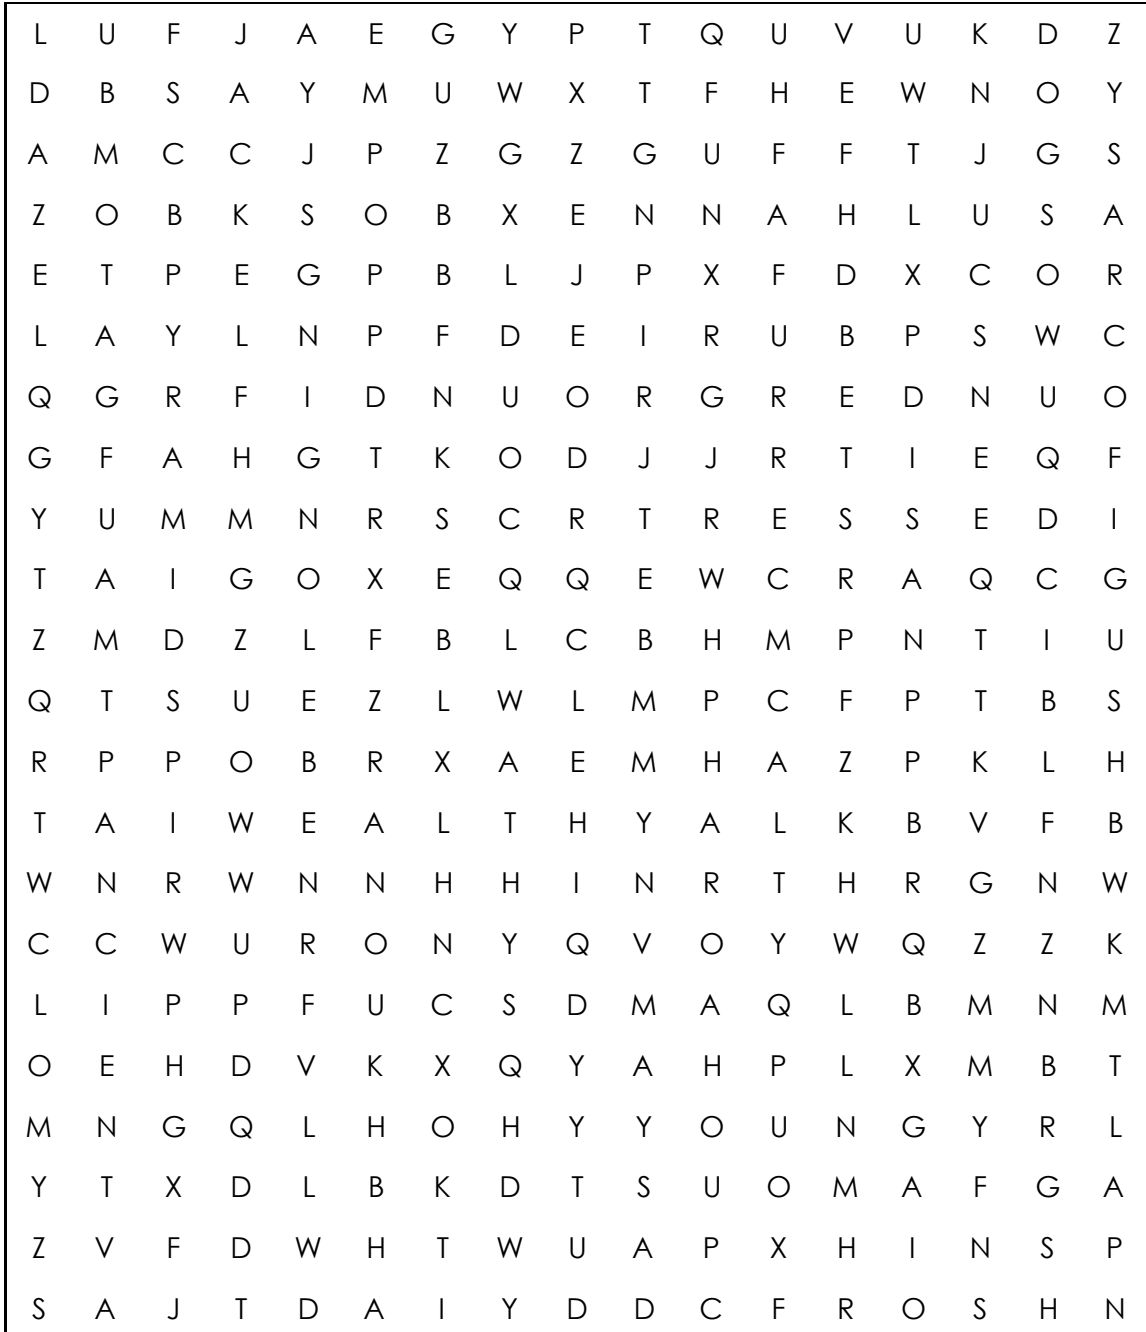 L U F J A E G Y P T Q U V U K D Z
D B S A Y M U W X T F H E W N O Y
A M C C J P Z G Z G U F F T J G S
Z O B K S O B X E N N A H L U S A
E T P E G P B L J P X F D X C O R
L A Y L N P F D E I R U B P S W C
Q G R F I D N U O R G R E D N U O
G F A H G T K O D J J R T I E Q F
Y U M M N R S C R T R E S S E D I
T A I G O X E Q Q E W C R A Q C G
Z M D Z L F B L C B H M P N T I U
Q T S U E Z L W L M P C F P T B S
R P P O B R X A E M H A Z P K L H
T A I W E A L T H Y A L K B V F B
W N R W N N H H I N R T H R G N W
C C W U R O N Y Q V O Y W Q Z Z K
L I P P F U C S D M A Q L B M N M
O E H D V K X Q Y A H P L X M B T
M N G Q L H O H Y Y O U N G Y R L
Y T X D L B K D T S U O M A F G A
Z V F D W H T W U A P X H I N S P
S A J T D A I Y D D C F R O S H N